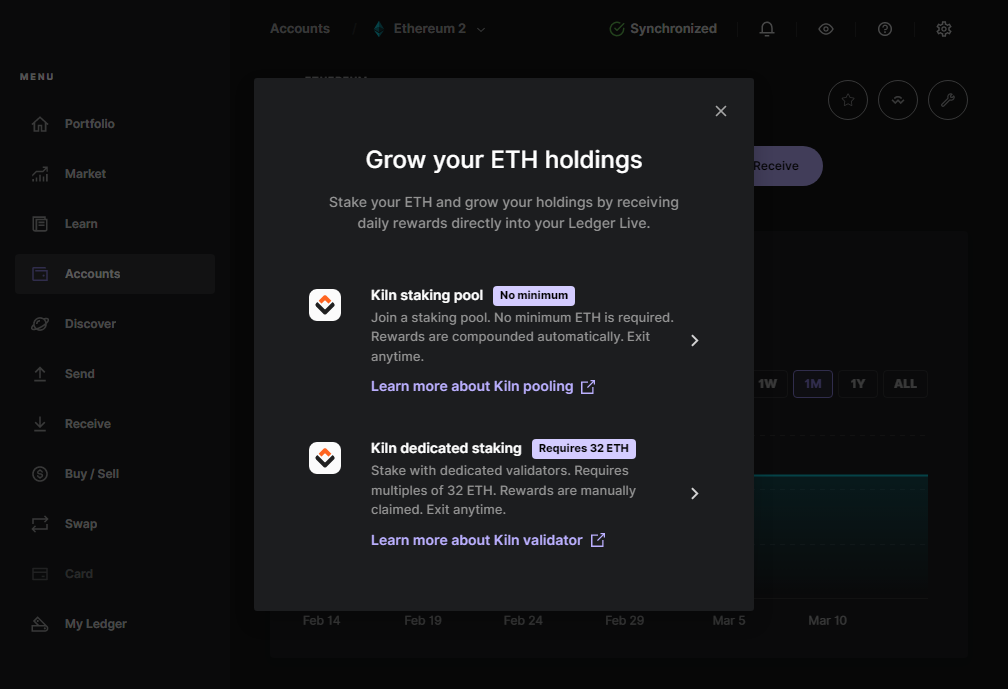 Accounts / Ethereum 2
Synchronized
MENU
Portfolio
Market
Learn
Accounts
Discover
Send
Receive
Buy / Sell
Swap
Card
My Ledger
ETHEREUM
Receive
Grow your ETH holdings
Stake your ETH and grow your holdings by receiving
daily rewards directly into your Ledger Live.
Kiln staking pool No minimum
Join a staking pool. No minimum ETH is required.
Rewards are compounded automatically. Exit
anytime.
Learn more about Kiln pooling
Kiln dedicated staking Requires 32 ETH
Stake with dedicated validators. Requires
multiples of 32 ETH. Rewards are manually
claimed. Exit anytime.
Learn more about Kiln validator
1W 1M 1Y ALL
Feb 14 Feb 19 Feb 24 Feb 29 Mar 5 Mar 10